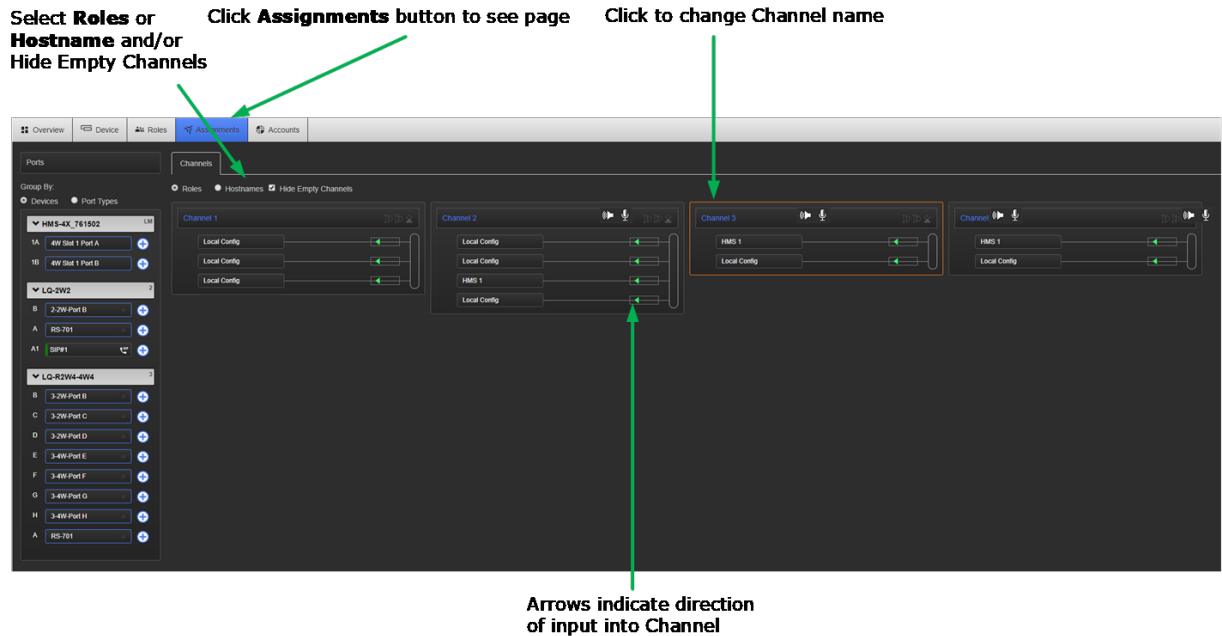 Select Roles or
Hostname and/or
Hide Empty Channels
Click Assignments button to see page
Click to change Channel name
Overview
Device
Roles
Assignments
Accounts
Ports
Channels
Group By:
Devices
Port Types
Roles
Hostnames
Hide Empty Channels
HMS-4X_761502 LM
1A 4W Slot 1 Port A
1B 4W Slot 1 Port B
LQ-2W2 2
B 2-2W-Port B
A RS-701
A1 SIP#1
LQ-R2W4-4W4 3
B 3-2W-Port B
C 3-2W-Port C
D 3-2W-Port D
E 3-4W-Port E
F 3-4W-Port F
G 3-4W-Port G
H 3-4W-Port H
A RS-701
Channel 1
Local Config
Local Config
Local Config
Channel 2
Local Config
Local Config
HMS 1
Local Config
Channel 3
HMS 1
Local Config
Channel
HMS 1
Local Config
Arrows indicate direction
of input into Channel